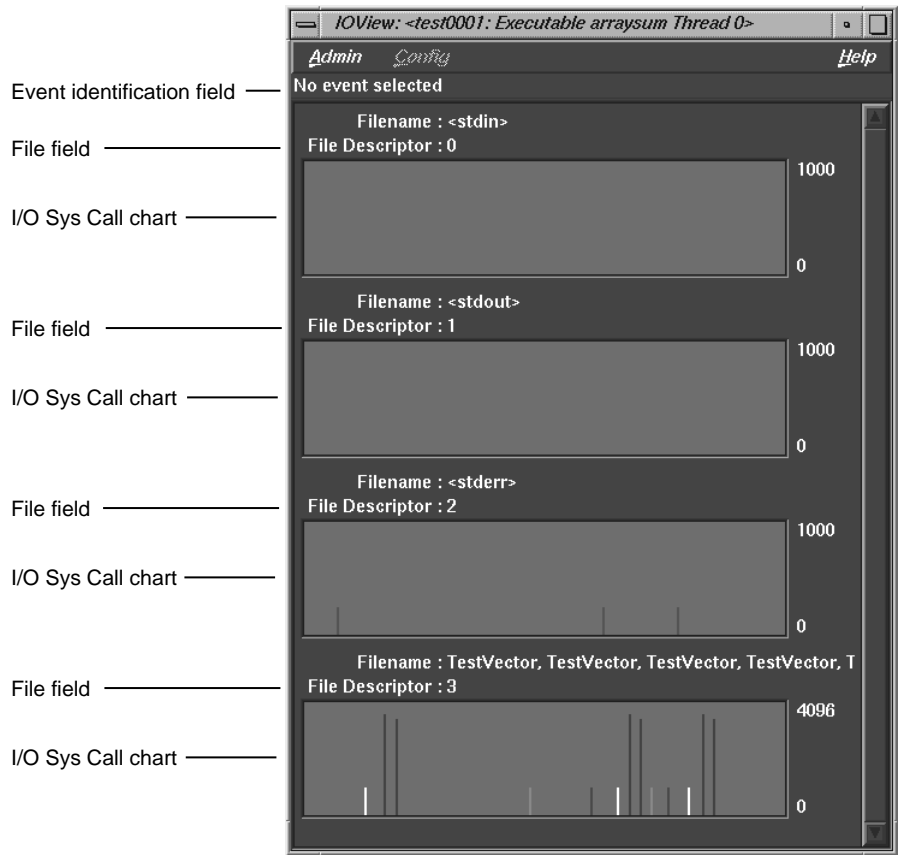 IOView: <test0001: Executable arraysum Thread 0>
Admin Config Help
Event identification field
No event selected
Filename : <stdin>
File field
File Descriptor : 0
1000
I/O Sys Call chart
0
Filename : <stdout>
File field
File Descriptor : 1
1000
I/O Sys Call chart
0
Filename : <stderr>
File field
File Descriptor : 2
1000
I/O Sys Call chart
0
Filename : TestVector, TestVector, TestVector, TestVector, T
File field
File Descriptor : 3
4096
I/O Sys Call chart
0